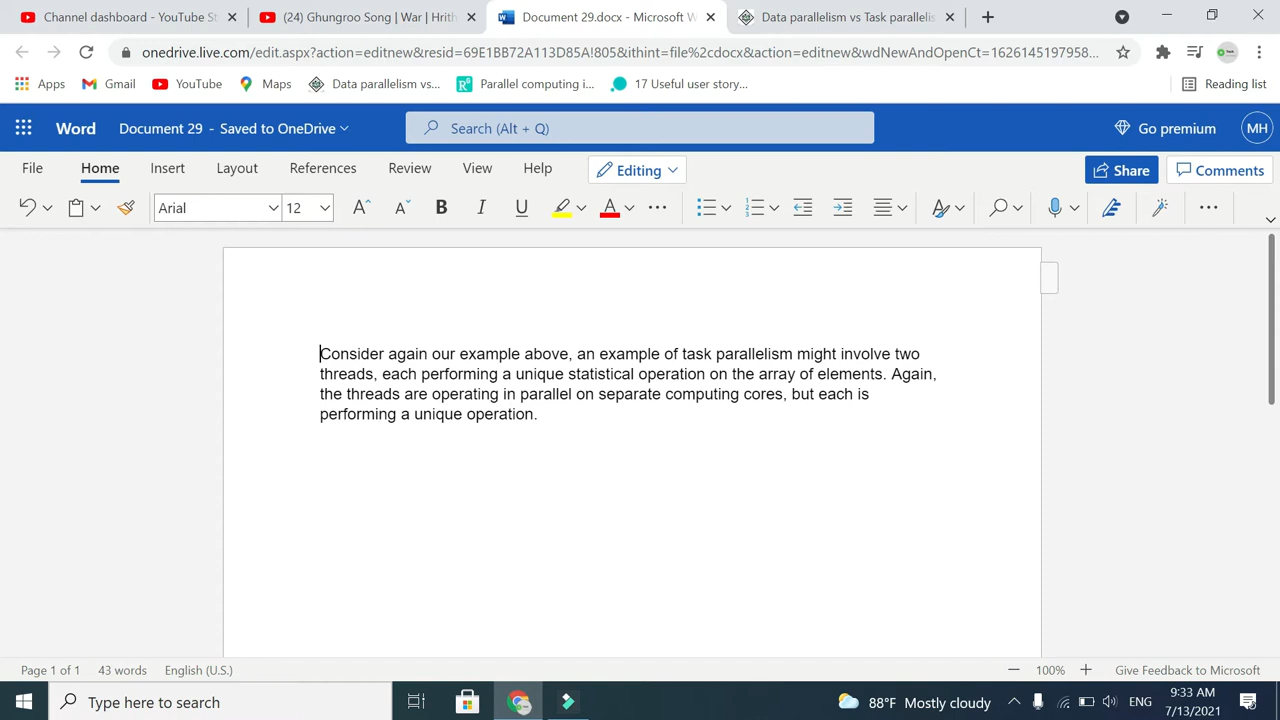 Channel dashboard - YouTube St
(24) Ghungroo Song | War | Hrith
Document 29.docx - Microsoft W
Data parallelism vs Task parallelis
onedrive.live.com/edit.aspx?action=editnew&resid=69E1BB72A113D85A!805&ithint=file%2cdocx&action=editnew&wdNewAndOpenCt=1626145197958...
Apps
Gmail
YouTube
Maps
Data parallelism vs...
Parallel computing i...
17 Useful user story...
Reading list
Word
Document 29 - Saved to OneDrive
Search (Alt + Q)
Go premium
MH
File
Home
Insert
Layout
References
Review
View
Help
Editing
Share
Comments
Arial
12
Consider again our example above, an example of task parallelism might involve two
threads, each performing a unique statistical operation on the array of elements. Again,
the threads are operating in parallel on separate computing cores, but each is
performing a unique operation.
Page 1 of 1
43 words
English (U.S.)
100%
Give Feedback to Microsoft
Type here to search
88°F Mostly cloudy
ENG
9:33 AM
7/13/2021